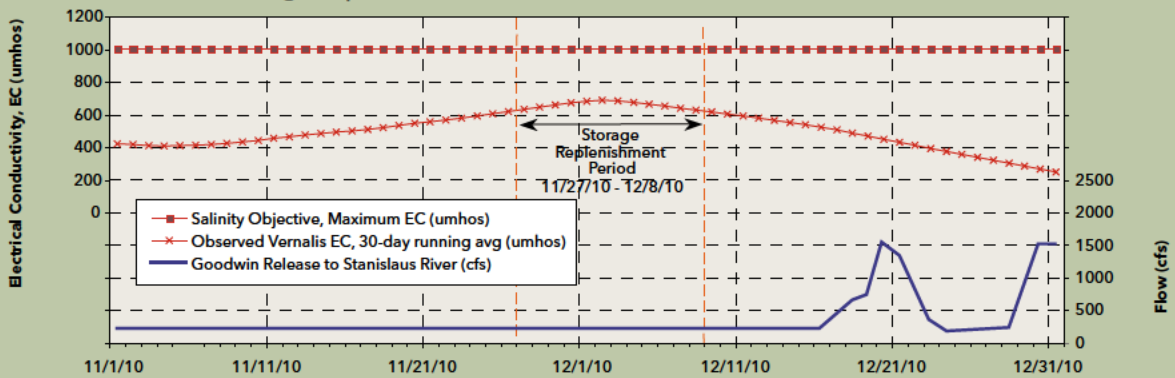 Electrical Conductivity, EC (umhos)
1200
1000
800
600
400
200
0
Storage
Replenishment
Period
11/27/10 - 12/8/10
Salinity Objective, Maximum EC (umhos)
Observed Vernalis EC, 30-day running avg (umhos)
Goodwin Release to Stanislaus River (cfs)
2500
2000
1500
1000
500
0
Flow (cfs)
11/1/10 11/11/10 11/21/10 12/1/10 12/11/10 12/21/10 12/31/10